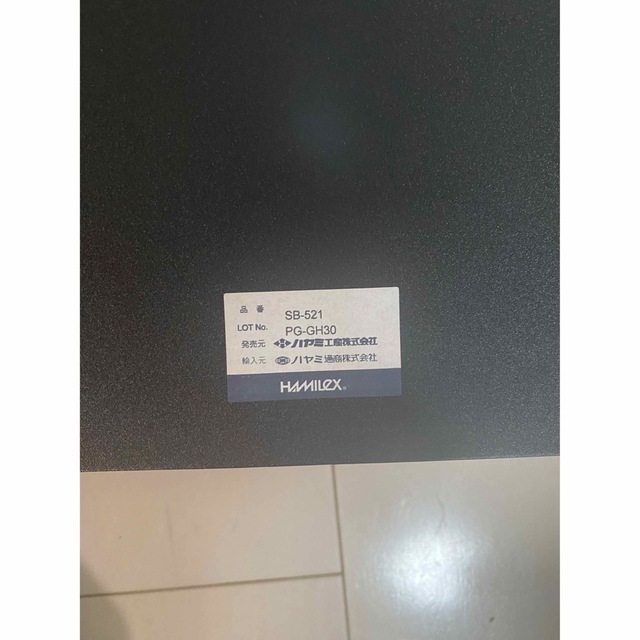 品番 SB-521
LOT No. PG-GH30
発売元 ハヤミ工産株式会社
輸入元 ハヤミ通商株式会社
HAMILEX